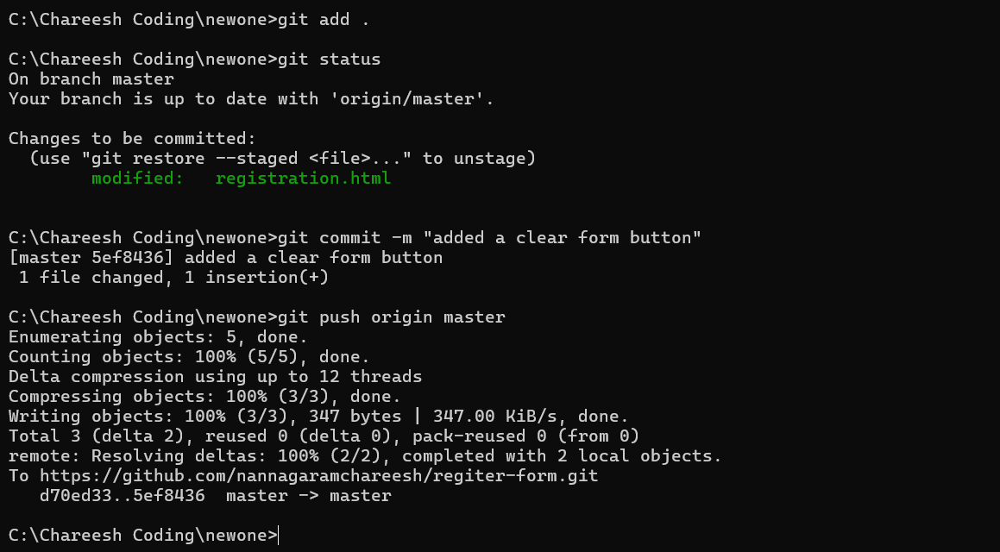 C:\Chareesh Coding\newone>git add .
C:\Chareesh Coding\newone>git status
On branch master
Your branch is up to date with 'origin/master'.
Changes to be committed:
  (use "git restore --staged <file>..." to unstage)
        modified:   registration.html
C:\Chareesh Coding\newone>git commit -m "added a clear form button"
[master 5ef8436] added a clear form button
 1 file changed, 1 insertion(+)
C:\Chareesh Coding\newone>git push origin master
Enumerating objects: 5, done.
Counting objects: 100% (5/5), done.
Delta compression using up to 12 threads
Compressing objects: 100% (3/3), done.
Writing objects: 100% (3/3), 347 bytes | 347.00 KiB/s, done.
Total 3 (delta 2), reused 0 (delta 0), pack-reused 0 (from 0)
remote: Resolving deltas: 100% (2/2), completed with 2 local objects.
To https://github.com/nannagaramchareesh/regiter-form.git
   d70ed33..5ef8436  master -> master
C:\Chareesh Coding\newone>